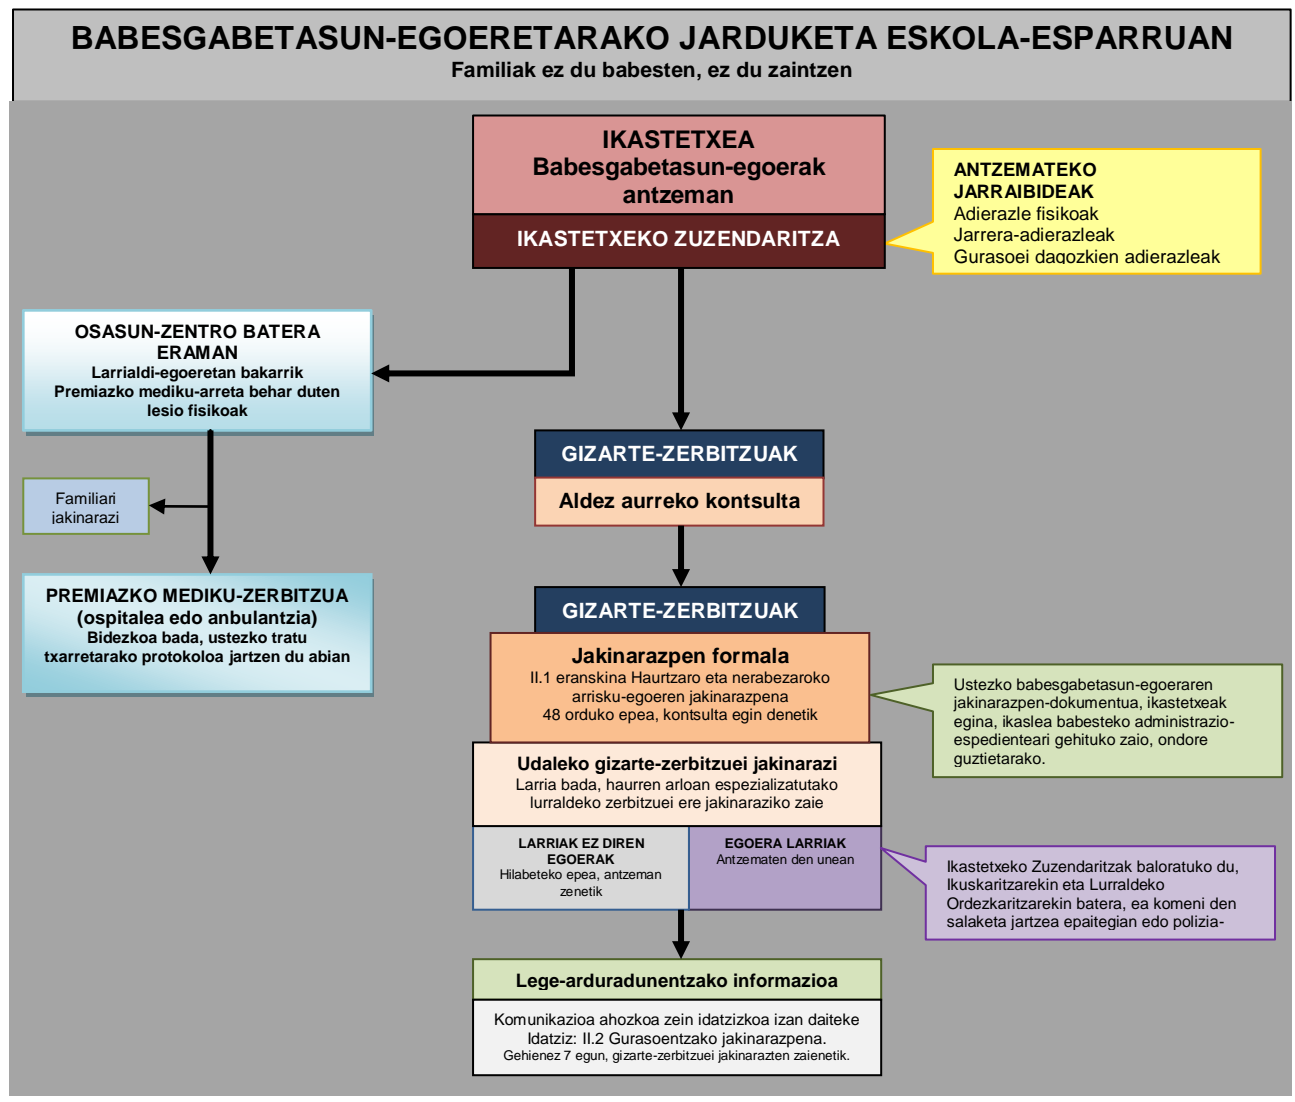 BABESGABETASUN-EGOERETARAKO JARDUKETA ESKOLA-ESPARRUAN
Familiak ez du babesten, ez du zaintzen
IKASTETXEA
Babesgabetasun-egoerak
antzeman
IKASTETXEKO ZUZENDARITZA
ANTZEMATEKO
JARRAIBIDEAK
Adierazle fisikoak
Jarrera-adierazleak
Gurasoei dagozkien adierazleak
OSASUN-ZENTRO BATERA
ERAMAN
Larrialdi-egoeretan bakarrik
Premiazko mediku-arreta behar duten
lesio fisikoak
Familiari
jakinarazi
PREMIAZKO MEDIKU-ZERBITZUA
(ospitalea edo anbulantzia)
Bidezkoa bada, ustezko tratu
txarretarako protokoloa jartzen du abian
GIZARTE-ZERBITZUAK
Aldez aurreko kontsulta
GIZARTE-ZERBITZUAK
Jakinarazpen formala
II.1 eranskina Haurtzaro eta nerabezaroko
arrisku-egoeren jakinarazpena
48 orduko epea, kontsulta egin denetik
Ustezko babesgabetasun-egoeraren
jakinarazpen-dokumentua, ikastetxeak
egina, ikaslea babesteko administrazio-
espedienteari gehituko zaio, ondore
guztietarako.
Udaleko gizarte-zerbitzuei jakinarazi
Larria bada, haurren arloan espezializatutako
lurraldeko zerbitzuei ere jakinaraziko zaie
LARRIAK EZ DIREN
EGOERAK
Hilabeteko epea, antzeman
zenetik
EGOERA LARRIAK
Antzematen den unean
Ikastetxeko Zuzendaritzak baloratuko du,
Ikuskaritzarekin eta Lurraldeko
Ordezkaritzarekin batera, ea komeni den
salaketa jartzea epaitegian edo polizia-
Lege-arduradunentzako informazioa
Komunikazioa ahozkoa zein idatzizkoa izan daiteke
Idatziz: II.2 Gurasoentzako jakinarazpena.
Gehienez 7 egun, gizarte-zerbitzuei jakinarazten zaienetik.